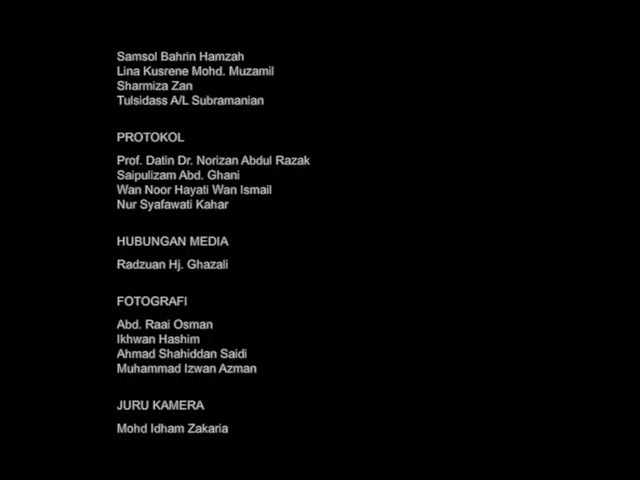 Samsol Bahrin Hamzah
Lina Kusrene Mohd. Muzamil
Sharmiza Zan
Tulsidass A/L Subramanian
PROTOKOL
Prof. Datin Dr. Norizan Abdul Razak
Saipulizam Abd. Ghani
Wan Noor Hayati Wan Ismail
Nur Syafawati Kahar
HUBUNGAN MEDIA
Radzuan Hj. Ghazali
FOTOGRAFI
Abd. Raai Osman
Ikhwan Hashim
Ahmad Shahiddan Saidi
Muhammad Izwan Azman
JURU KAMERA
Mohd Idham Zakaria